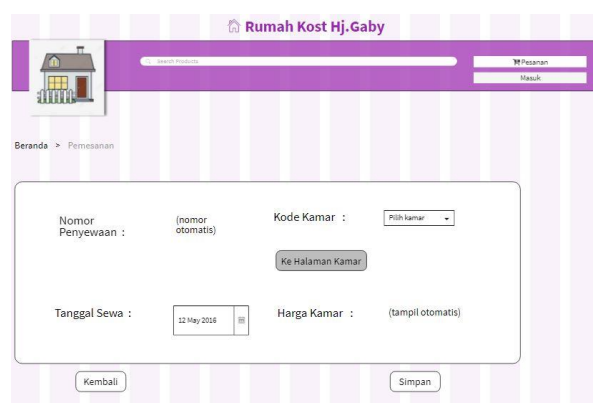 Rumah Kost Hj.Gaby
Search Products
Pesanan
Masuk
Beranda > Pemesanan
Nomor
Penyewaan :
(nomor
otomatis)
Kode Kamar :
Pilih kamar
Ke Halaman Kamar
Tanggal Sewa :
12 May 2016
Harga Kamar :
(tampil otomatis)
Kembali
Simpan